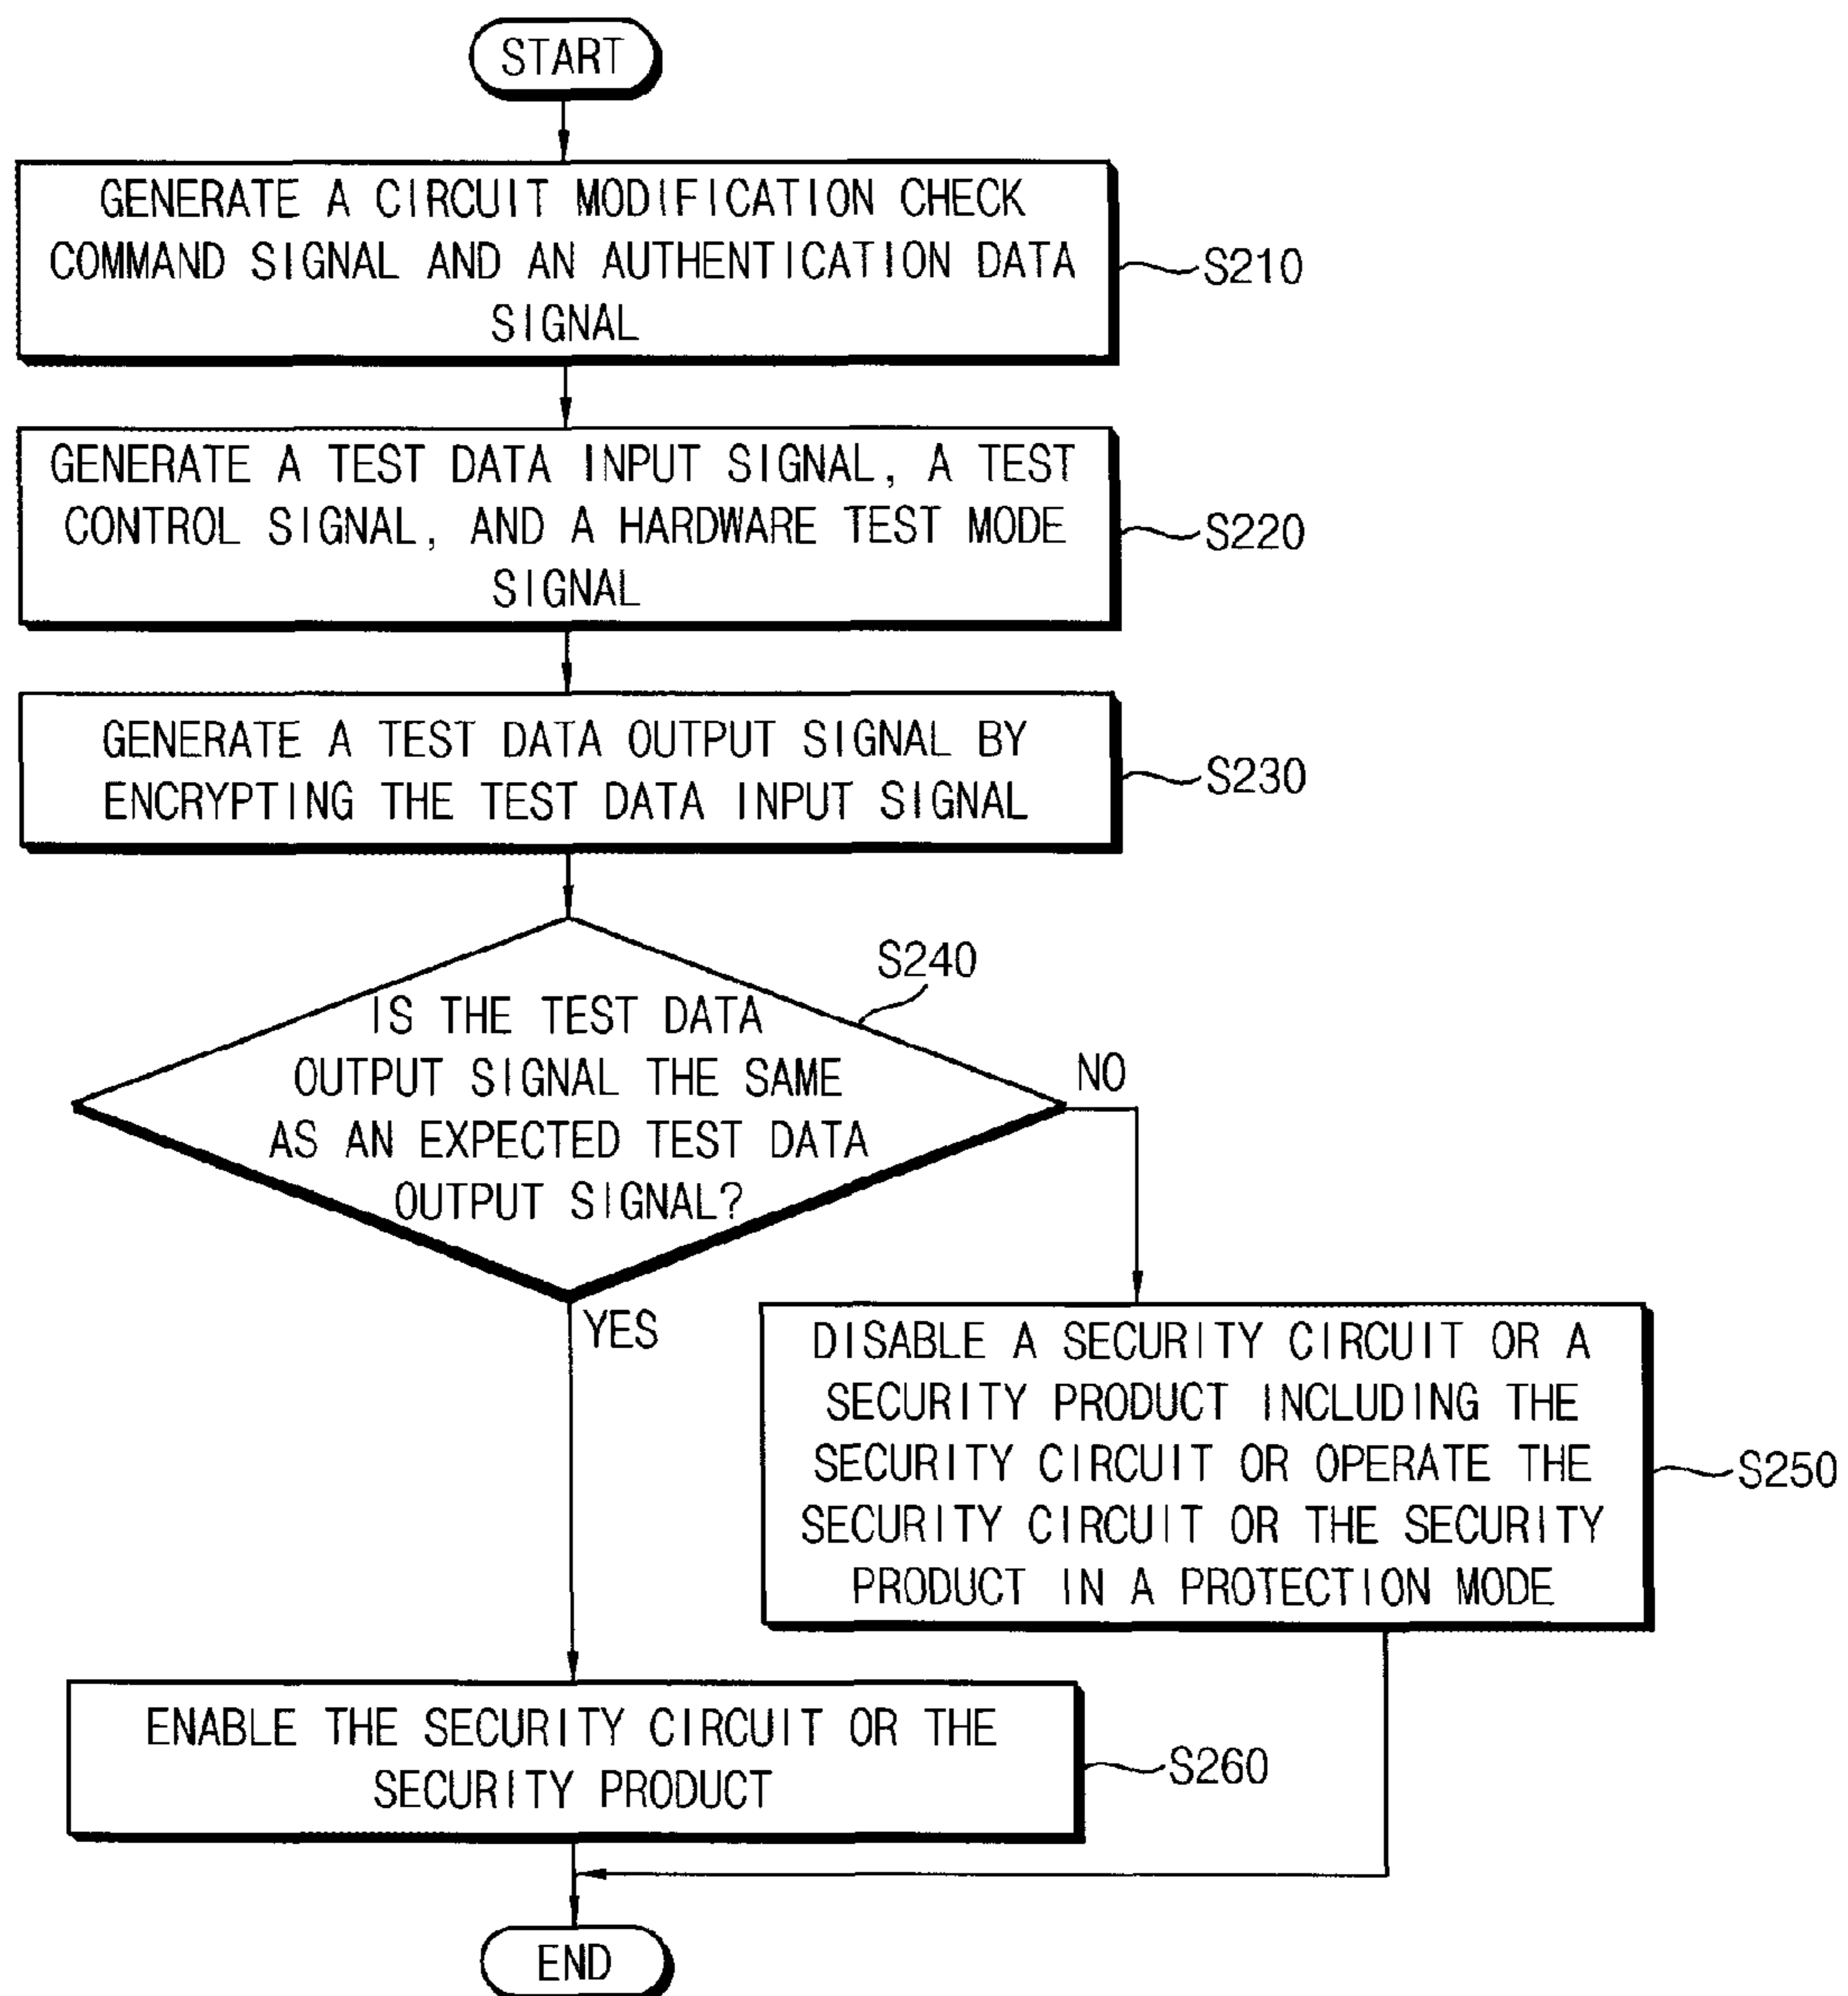 START
GENERATE A CIRCUIT MODIFICATION CHECK
COMMAND SIGNAL AND AN AUTHENTICATION DATA
SIGNAL
S210
GENERATE A TEST DATA INPUT SIGNAL, A TEST
CONTROL SIGNAL, AND A HARDWARE TEST MODE
SIGNAL
S220
GENERATE A TEST DATA OUTPUT SIGNAL BY
ENCRYPTING THE TEST DATA INPUT SIGNAL
S230
S240
IS THE TEST DATA
OUTPUT SIGNAL THE SAME
AS AN EXPECTED TEST DATA
OUTPUT SIGNAL?
NO
YES
DISABLE A SECURITY CIRCUIT OR A
SECURITY PRODUCT INCLUDING THE
SECURITY CIRCUIT OR OPERATE THE
SECURITY CIRCUIT OR THE SECURITY
PRODUCT IN A PROTECTION MODE
S250
ENABLE THE SECURITY CIRCUIT OR THE
SECURITY PRODUCT
S260
END